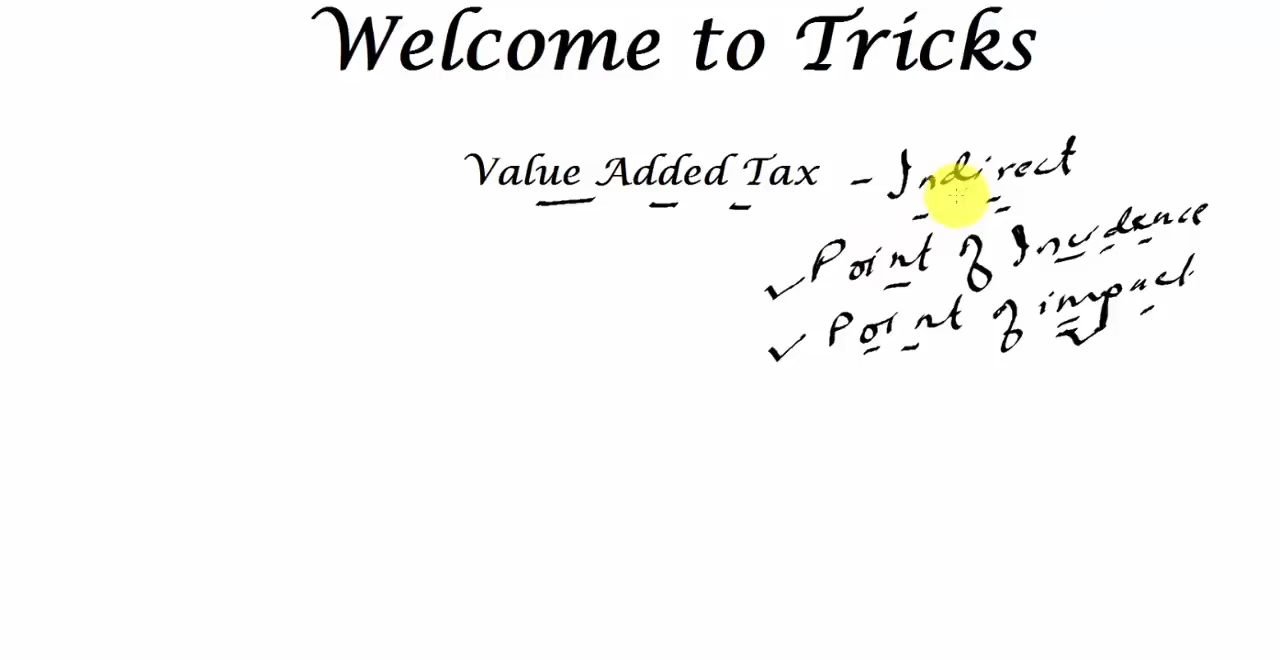 Welcome to Tricks
Value Added Tax - Indirect
Point of Incidence
Point of impact